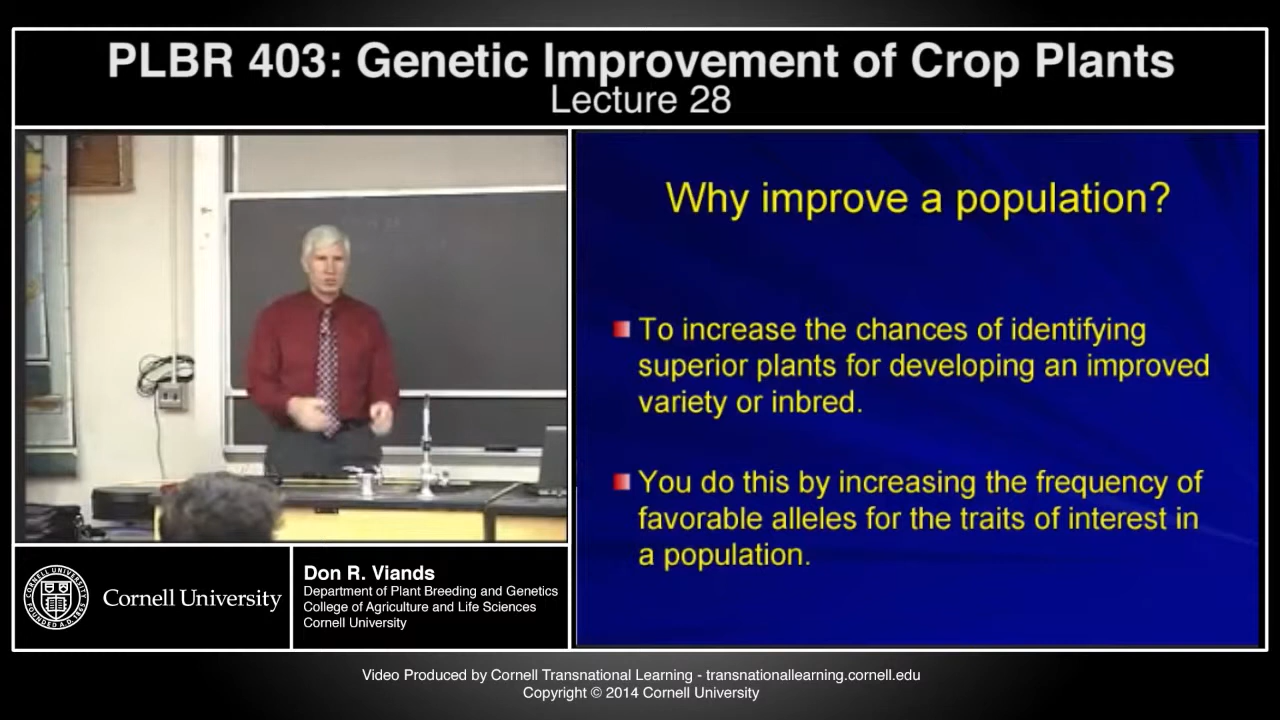 PLBR 403: Genetic Improvement of Crop Plants
Lecture 28
Why improve a population?
To increase the chances of identifying
superior plants for developing an improved
variety or inbred.
You do this by increasing the frequency of
favorable alleles for the traits of interest in
a population.
Cornell University
Don R. Viands
Department of Plant Breeding and Genetics
College of Agriculture and Life Sciences
Cornell University
Video Produced by Cornell Transnational Learning - transnationallearning.cornell.edu
Copyright © 2014 Cornell University